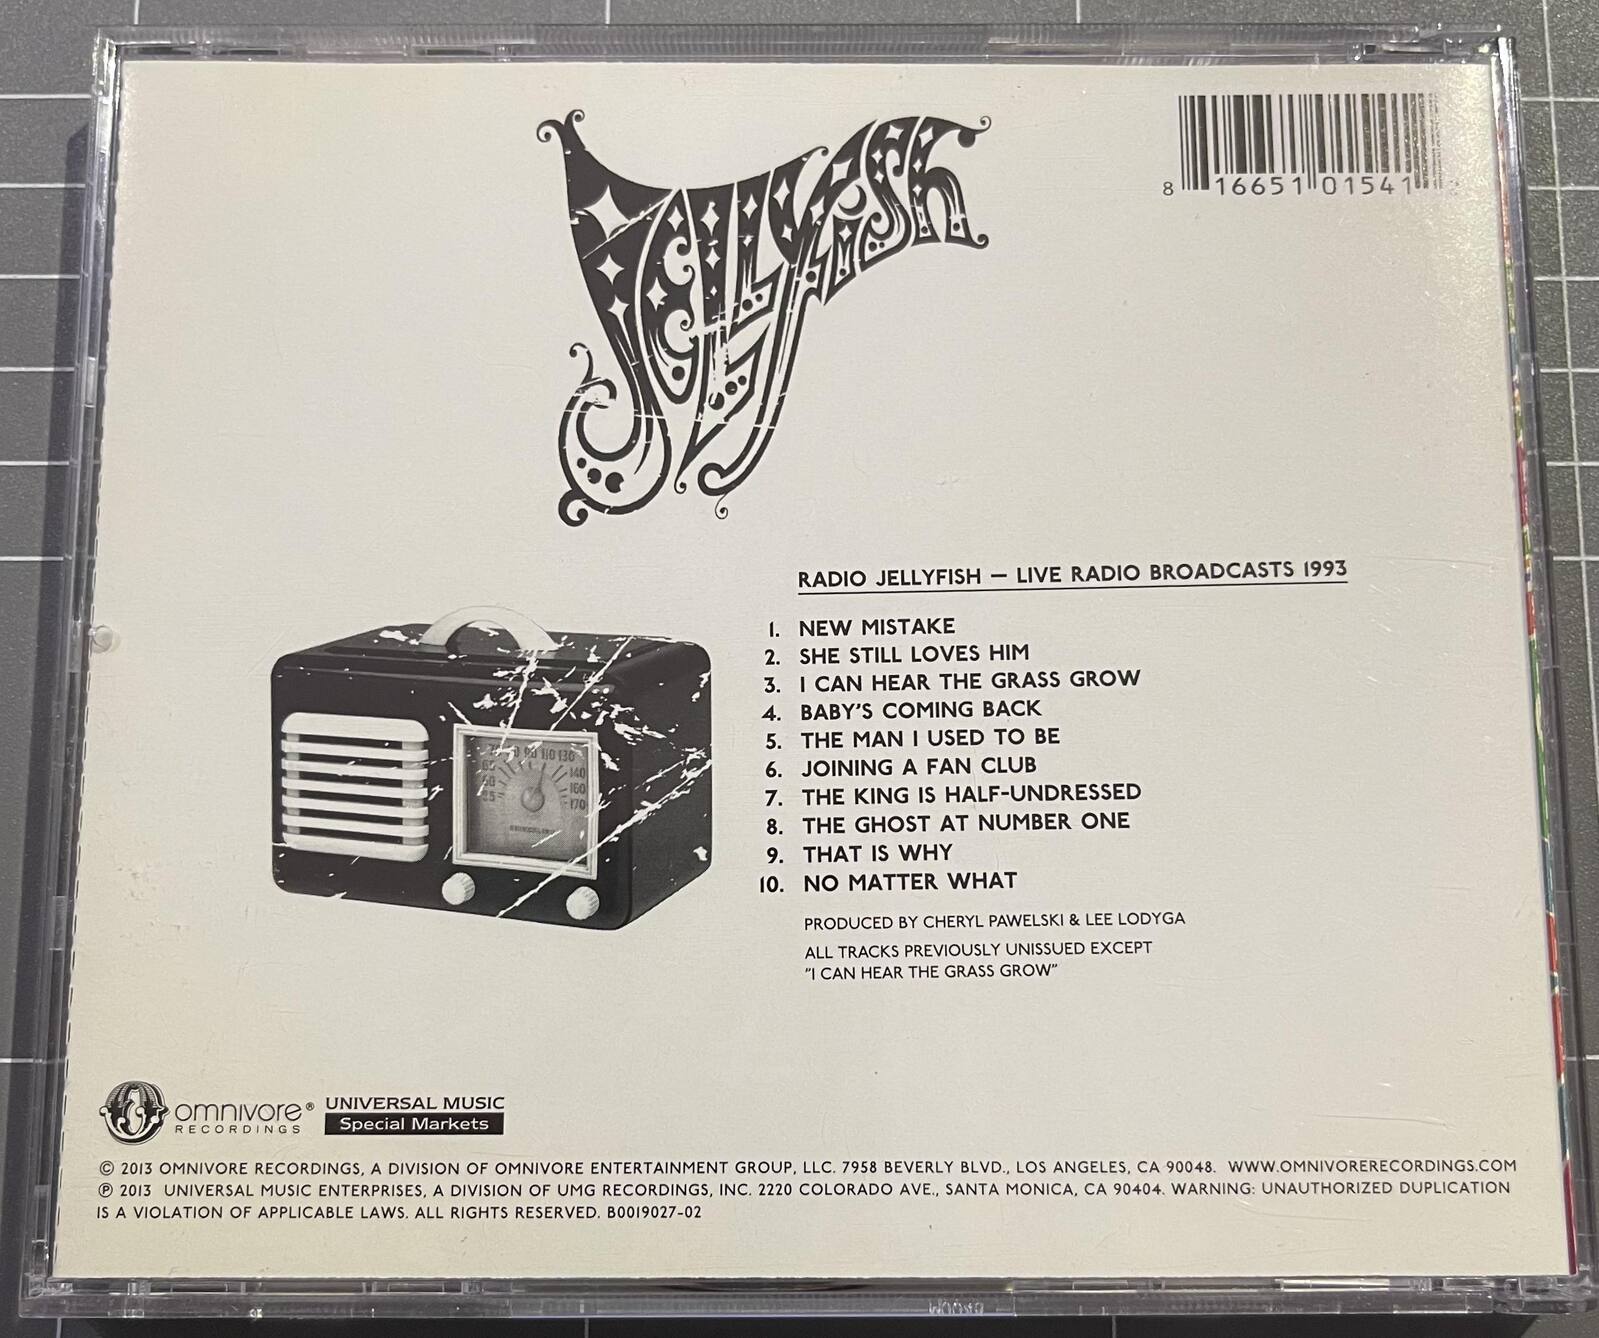 JELLYFISH
8 16651 01541
RADIO JELLYFISH — LIVE RADIO BROADCASTS 1993
1. NEW MISTAKE
2. SHE STILL LOVES HIM
3. I CAN HEAR THE GRASS GROW
4. BABY'S COMING BACK
5. THE MAN I USED TO BE
6. JOINING A FAN CLUB
7. THE KING IS HALF-UNDRESSED
8. THE GHOST AT NUMBER ONE
9. THAT IS WHY
10. NO MATTER WHAT
PRODUCED BY CHERYL PAWELSKI & LEE LODYGA
ALL TRACKS PREVIOUSLY UNISSUED EXCEPT
"I CAN HEAR THE GRASS GROW"
110 130
140
160
170
omnivore®
RECORDINGS
UNIVERSAL MUSIC
Special Markets
© 2013 OMNIVORE RECORDINGS, A DIVISION OF OMNIVORE ENTERTAINMENT GROUP, LLC. 7958 BEVERLY BLVD., LOS ANGELES, CA 90048. WWW.OMNIVORERECORDINGS.COM
℗ 2013 UNIVERSAL MUSIC ENTERPRISES, A DIVISION OF UMG RECORDINGS, INC. 2220 COLORADO AVE., SANTA MONICA, CA 90404. WARNING: UNAUTHORIZED DUPLICATION
IS A VIOLATION OF APPLICABLE LAWS. ALL RIGHTS RESERVED. B0019027-02